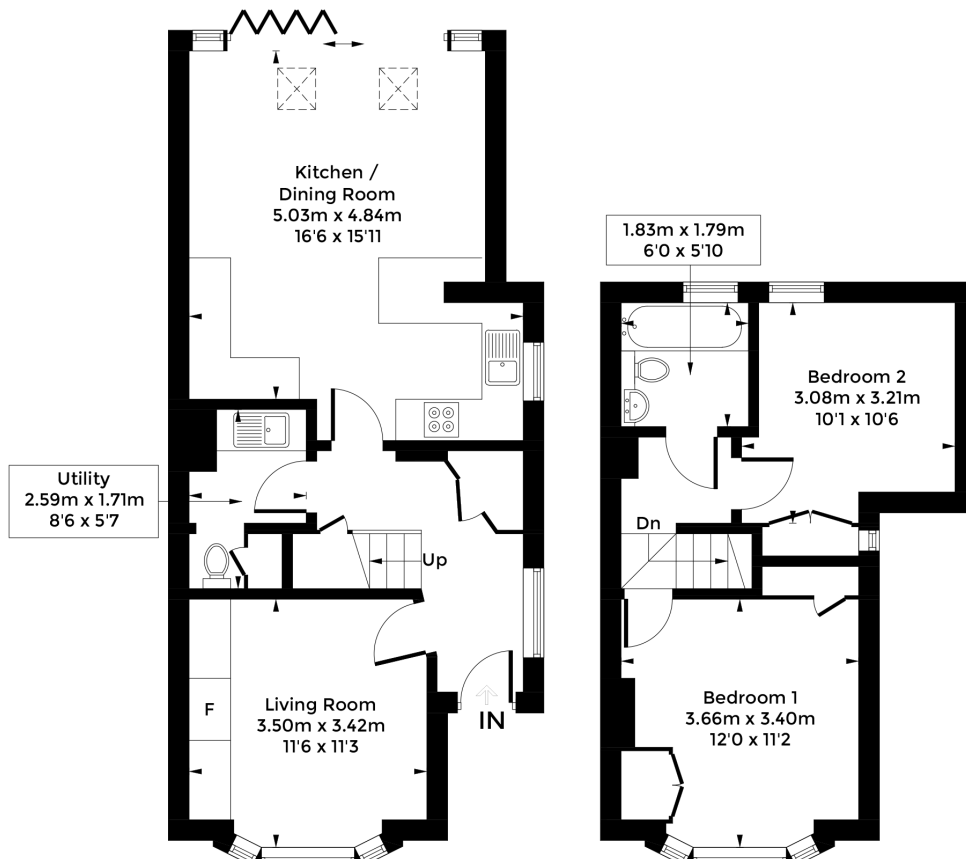 Kitchen /
Dining Room
5.03m x 4.84m
16'6 x 15'11
1.83m x 1.79m
6'0 x 5'10
Bedroom 2
3.08m x 3.21m
10'1 x 10'6
Utility
2.59m x 1.71m
8'6 x 5'7
Up
Dn
F
Living Room
3.50m x 3.42m
11'6 x 11'3
IN
Bedroom 1
3.66m x 3.40m
12'0 x 11'2